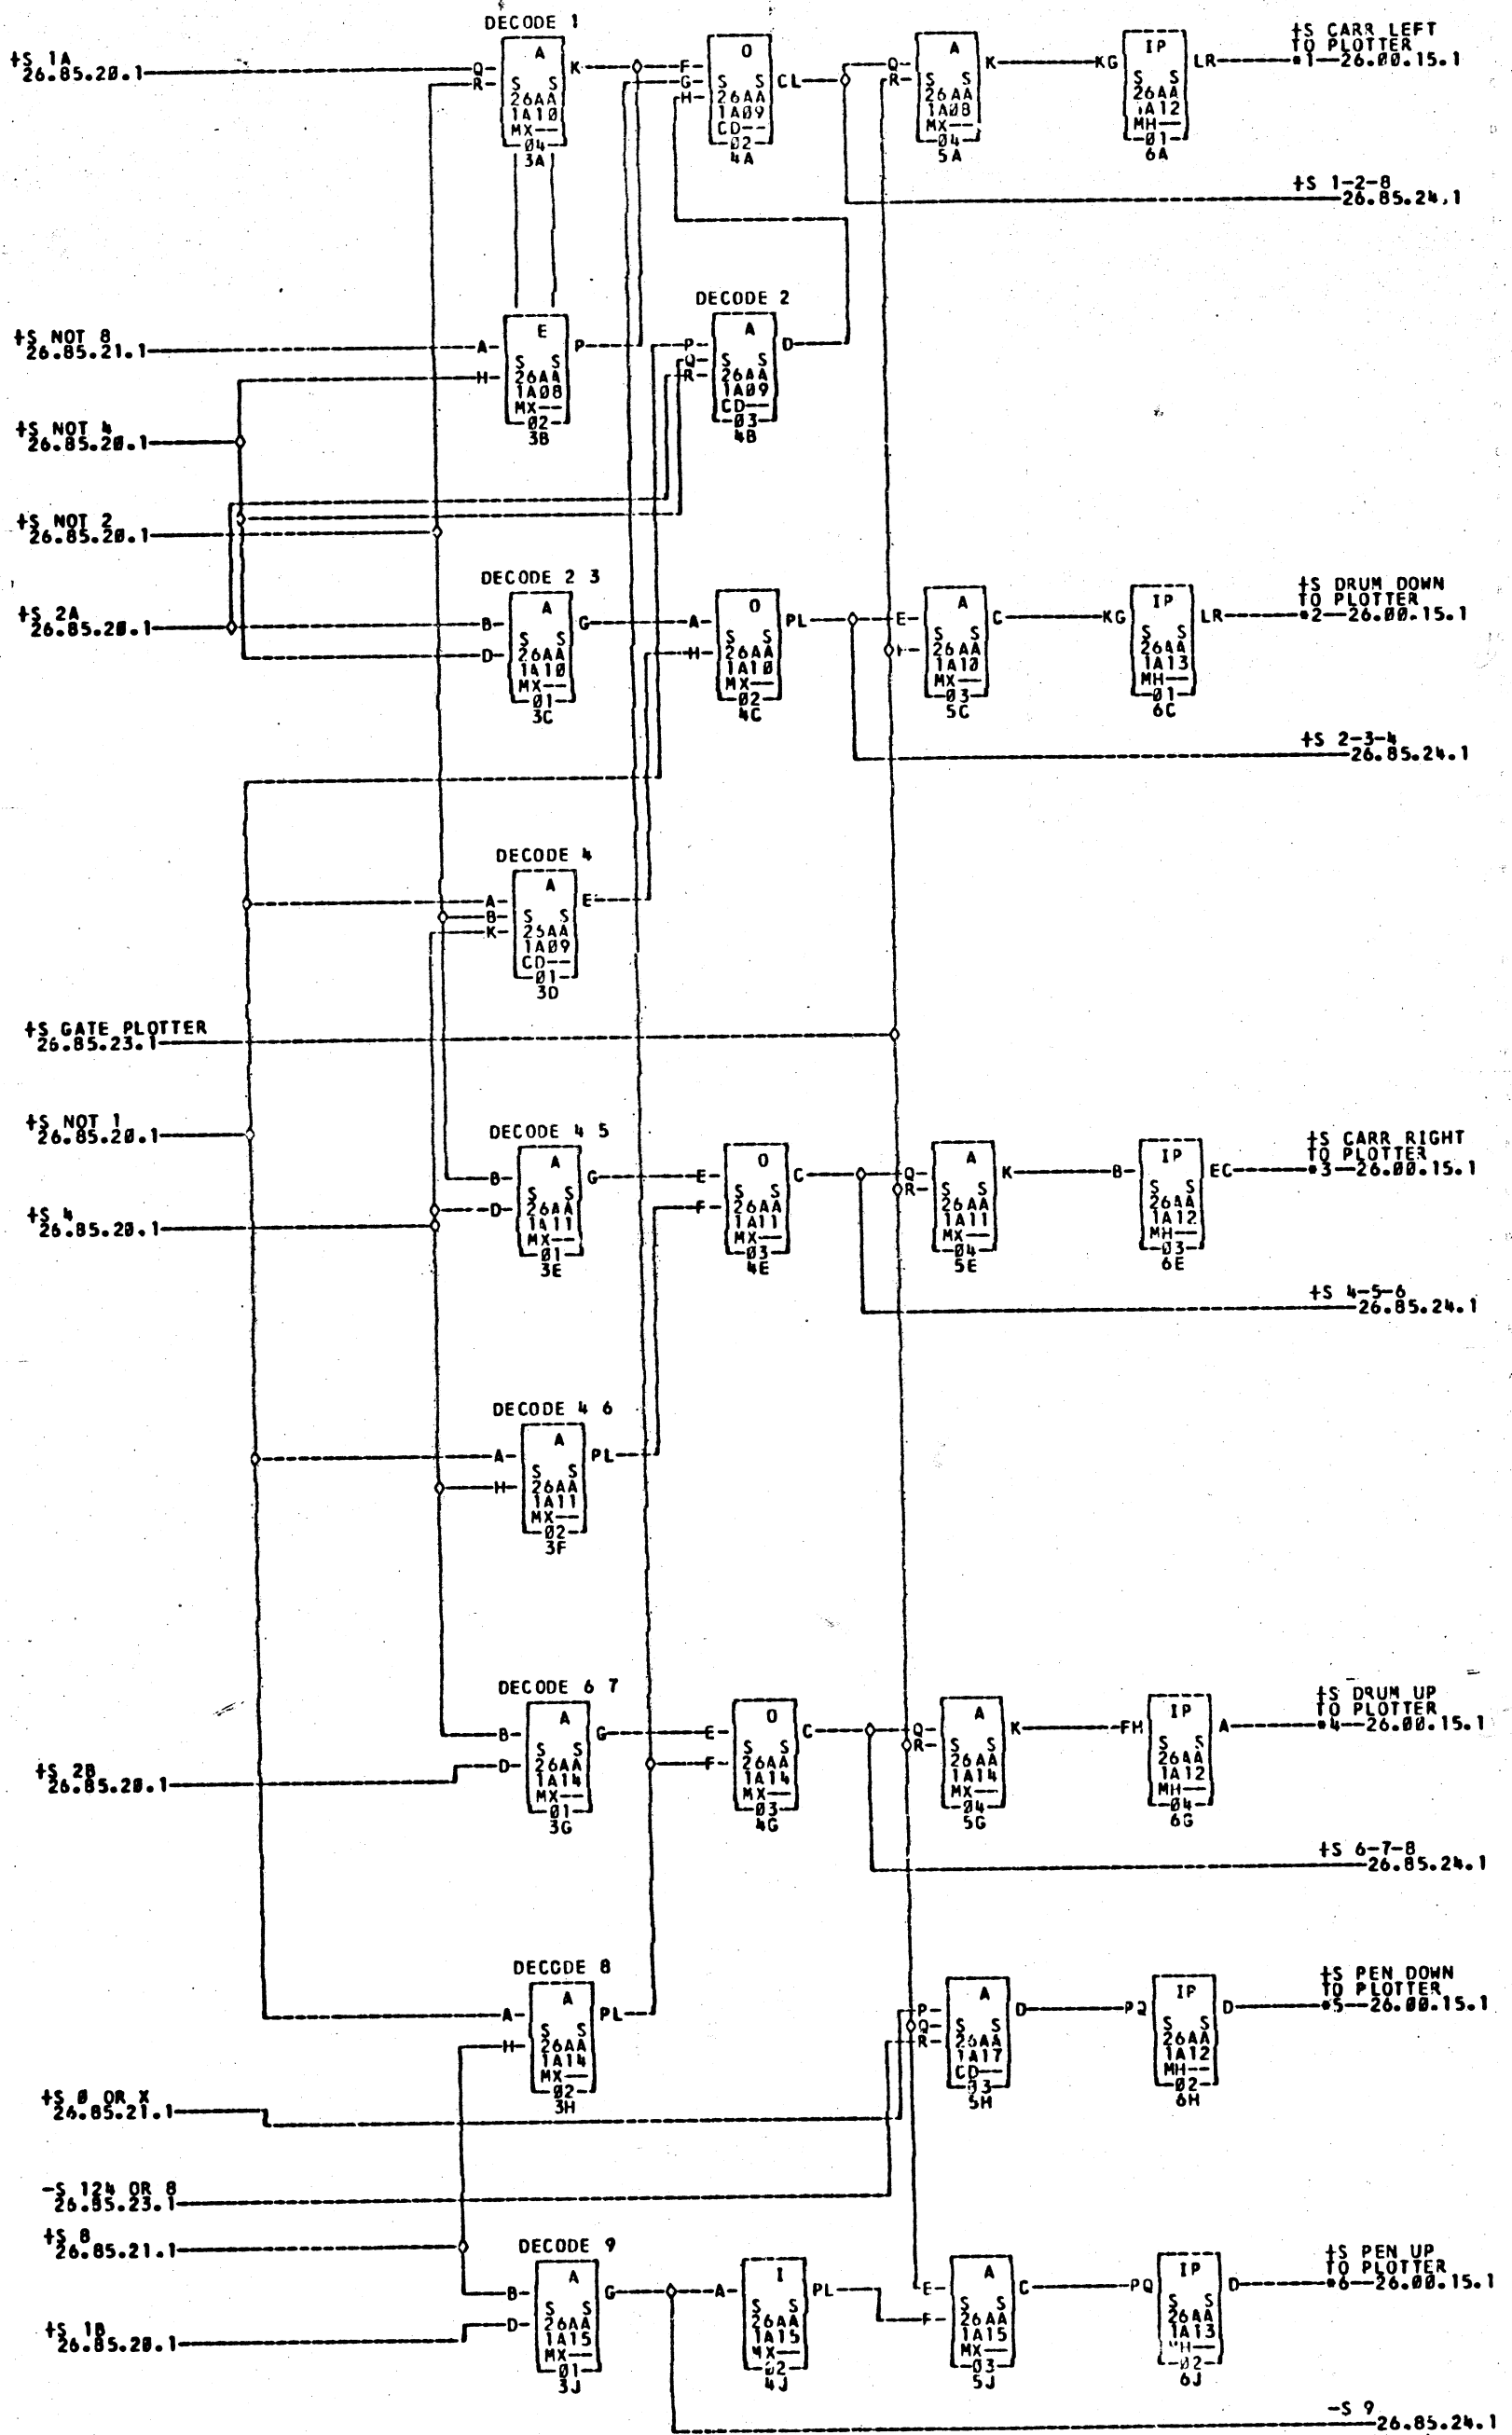 DECODE 1
+S 1A
26.85.20.1
Q- A K F- O CL Q- A K KG IP LR +S CARR LEFT
TO PLOTTER
*1—26.00.15.1
R- S S G- S S R- S S S S
26AA H- 26AA 26AA 26AA
1A10 1A09 1A08 1A12
MX-- CD-- MX-- MH--
04 02 04 01
3A 4A 5A 6A
+S 1-2-8
26.85.24.1
DECODE 2
+S NOT 8
26.85.21.1
A- E P P- A D
H- S S Q- S S
26AA R- 26AA
1A08 1A09
MX-- CD--
02 03
3B 4B
+S NOT 4
26.85.20.1
+S NOT 2
26.85.20.1
DECODE 2 3
+S 2A
26.85.20.1
B- A G A- O PL E- A C KG IP LR +S DRUM DOWN
TO PLOTTER
*2—26.00.15.1
D- S S H- S S S S S S
26AA 26AA 26AA 26AA
1A10 1A10 1A10 1A13
MX-- MX-- MX-- MH--
01 02 03 01
3C 4C 5C 6C
+S 2-3-4
26.85.24.1
DECODE 4
A- A E
B- S S
K- 26AA
1A09
CD--
01
3D
+S GATE PLOTTER
26.85.23.1
+S NOT 1
26.85.20.1
DECODE 4 5
B- A G E- O C Q- A K B- IP EC +S CARR RIGHT
TO PLOTTER
*3—26.00.15.1
D- S S F- S S R- S S S S
26AA 26AA 26AA 26AA
1A11 1A11 1A11 1A12
MX-- MX-- MX-- MH--
01 03 04 03
3E 4E 5E 6E
+S 4
26.85.20.1
+S 4-5-6
26.85.24.1
DECODE 4 6
A- A PL
H- S S
26AA
1A11
MX--
02
3F
DECODE 6 7
B- A G E- O C Q- A K FH IP A +S DRUM UP
TO PLOTTER
*4—26.00.15.1
D- S S F- S S R- S S S S
26AA 26AA 26AA 26AA
1A14 1A14 1A14 1A12
MX-- MX-- MX-- MH--
01 03 04 04
3G 4G 5G 6G
+S 2B
26.85.20.1
+S 6-7-8
26.85.24.1
DECODE 8
A- A PL P- A D PQ IP D +S PEN DOWN
TO PLOTTER
*5—26.00.15.1
H- S S Q- S S S S
26AA R- 26AA 26AA
1A14 1A17 1A12
MX-- CD-- MH--
02 03 02
3H 5H 6H
+S 0 OR X
26.85.21.1
-S 124 OR 8
26.85.23.1
+S 8
26.85.21.1
DECODE 9
B- A G A- I PL E- A C PQ IP D +S PEN UP
TO PLOTTER
*6—26.00.15.1
D- S S S S F- S S S S
26AA 26AA 26AA 26AA
1A15 1A15 1A15 1A13
MX-- MX-- MX-- MH--
01 02 03 02
3J 4J 5J 6J
+S 1B
26.85.20.1
-S 9
26.85.24.1